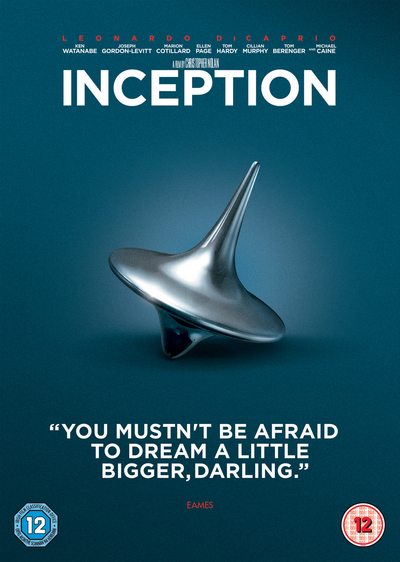 LEONARDO DiCAPRIO
KEN JOSEPH MARION ELLEN TOM CILLIAN TOM MICHAEL
WATANABE GORDON-LEVITT COTILLARD PAGE HARDY MURPHY BERENGER AND CAINE
A FILM BY CHRISTOPHER NOLAN
INCEPTION
“YOU MUSTN'T BE AFRAID
TO DREAM A LITTLE
BIGGER, DARLING.”
EAMES
12
12